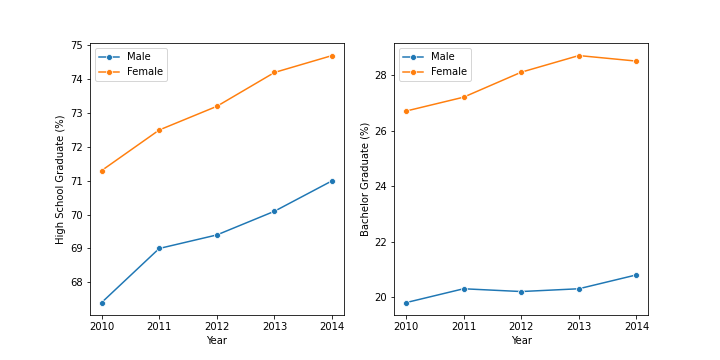 75
74
73
72
71
70
69
68
High School Graduate (%)
Male
Female
2010 2011 2012 2013 2014
Year
28
26
24
22
20
Bachelor Graduate (%)
Male
Female
2010 2011 2012 2013 2014
Year